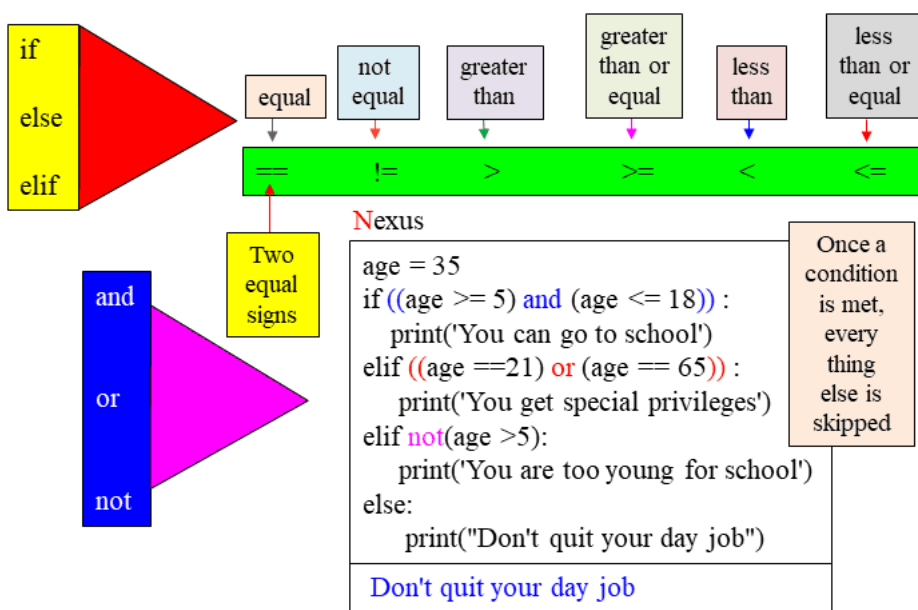 if
else
elif
equal
not
equal
greater
than
greater
than or
equal
less
than
less
than or
equal
== != > >= < <=
Two
equal
signs
and
or
not
Nexus
age = 35
if ((age >= 5) and (age <= 18)) :
print('You can go to school')
elif ((age ==21) or (age == 65)) :
print('You get special privileges')
elif not(age >5):
print('You are too young for school')
else:
print("Don't quit your day job")
Don't quit your day job
Once a
condition
is met,
every
thing
else is
skipped